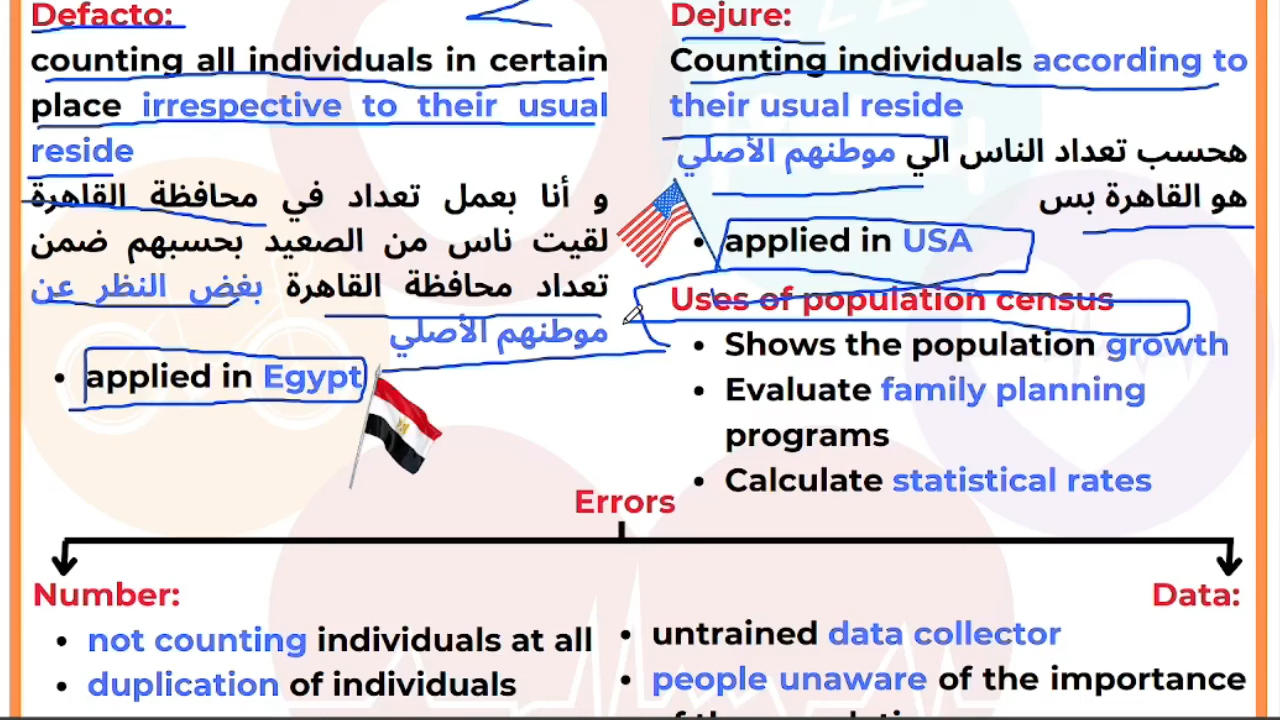 Defacto:
counting all individuals in certain
place irrespective to their usual
reside
و أنا بعمل تعداد في محافظة القاهرة
لقيت ناس من الصعيد بحسبهم ضمن
تعداد محافظة القاهرة بغض النظر عن
موطنهم الأصلي
• applied in Egypt
Dejure:
Counting individuals according to
their usual reside
هحسب تعداد الناس الي موطنهم الأصلي
هو القاهرة بس
• applied in USA
Uses of population census
• Shows the population growth
• Evaluate family planning
programs
• Calculate statistical rates
Errors
Number:
• not counting individuals at all
• duplication of individuals
Data:
• untrained data collector
• people unaware of the importance